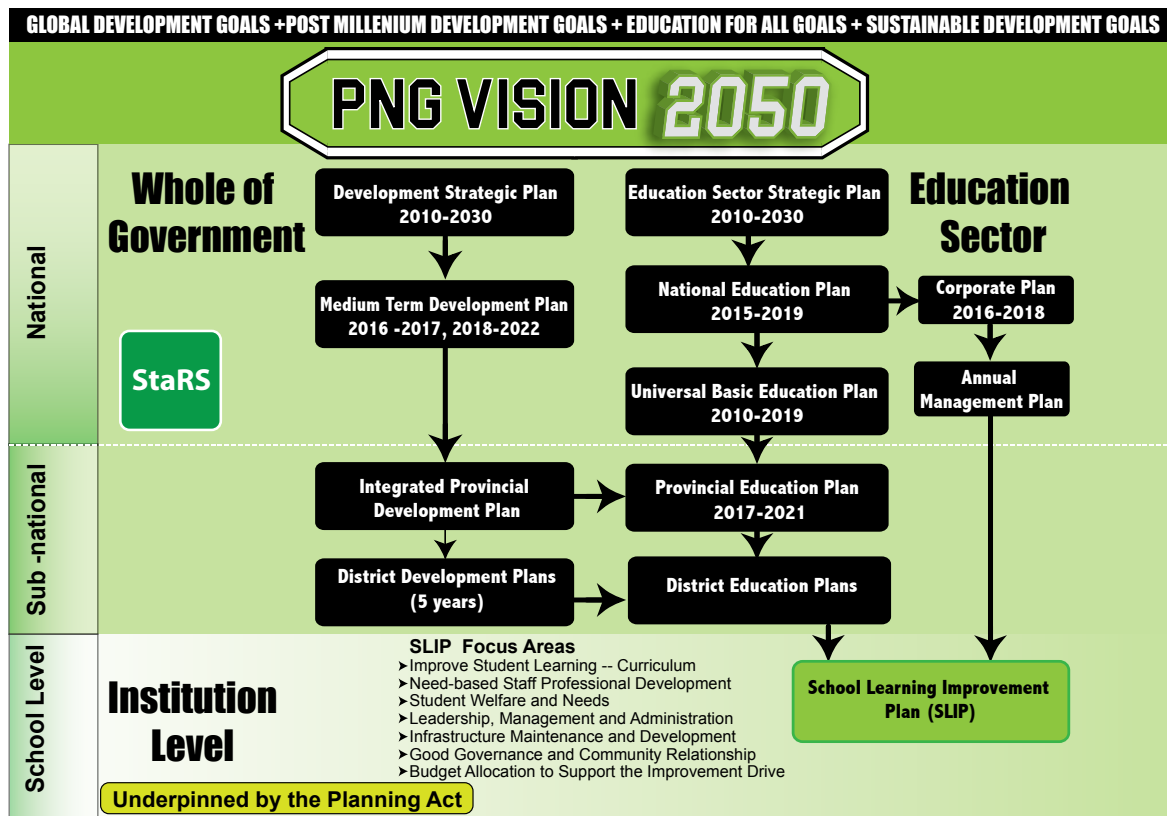 GLOBAL DEVELOPMENT GOALS +POST MILLENIUM DEVELOPMENT GOALS + EDUCATION FOR ALL GOALS + SUSTAINABLE DEVELOPMENT GOALS
PNG VISION 2050
National
Whole of
Government
StaRS
Development Strategic Plan
2010-2030
Medium Term Development Plan
2016 -2017, 2018-2022
Education Sector Strategic Plan
2010-2030
National Education Plan
2015-2019
Universal Basic Education Plan
2010-2019
Education
Sector
Corporate Plan
2016-2018
Annual
Management Plan
Sub -national
Integrated Provincial
Development Plan
Provincial Education Plan
2017-2021
District Development Plans
(5 years)
District Education Plans
School Level
Institution
Level
SLIP Focus Areas
➤Improve Student Learning -- Curriculum
➤Need-based Staff Professional Development
➤Student Welfare and Needs
➤Leadership, Management and Administration
➤Infrastructure Maintenance and Development
➤Good Governance and Community Relationship
➤Budget Allocation to Support the Improvement Drive
School Learning Improvement
Plan (SLIP)
Underpinned by the Planning Act